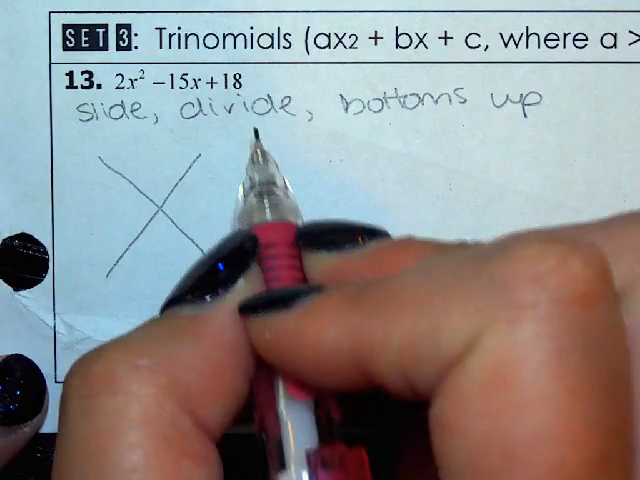 SET 3: Trinomials (ax2 + bx + c, where a >
13. 2x² −15x+18
slide, divide, bottoms up